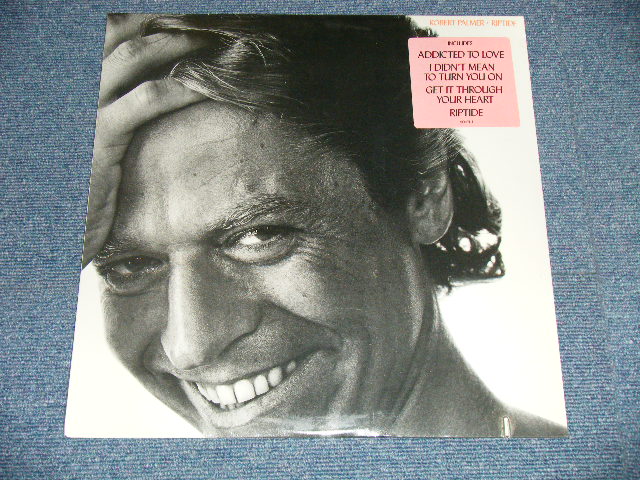 ROBERT PALMER / RIPTIDE
INCLUDES
ADDICTED TO LOVE
I DIDN'T MEAN
TO TURN YOU ON
GET IT THROUGH
YOUR HEART
RIPTIDE